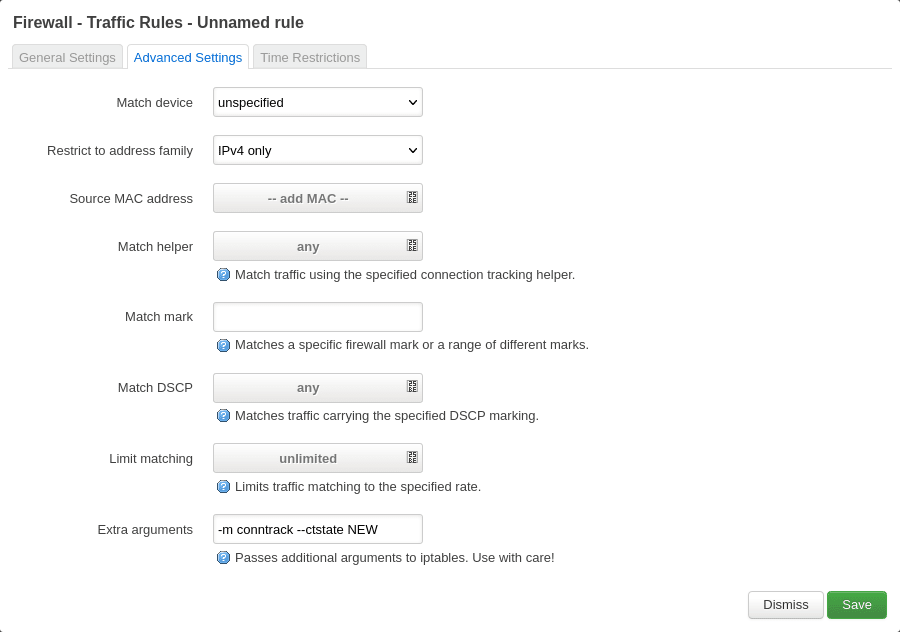 Firewall - Traffic Rules - Unnamed rule
General Settings Advanced Settings Time Restrictions
Match device unspecified
Restrict to address family IPv4 only
Source MAC address -- add MAC -- 25BE
Match helper any 25BE
? Match traffic using the specified connection tracking helper.
Match mark
? Matches a specific firewall mark or a range of different marks.
Match DSCP any 25BE
? Matches traffic carrying the specified DSCP marking.
Limit matching unlimited 25BE
? Limits traffic matching to the specified rate.
Extra arguments -m conntrack --ctstate NEW
? Passes additional arguments to iptables. Use with care!
Dismiss Save